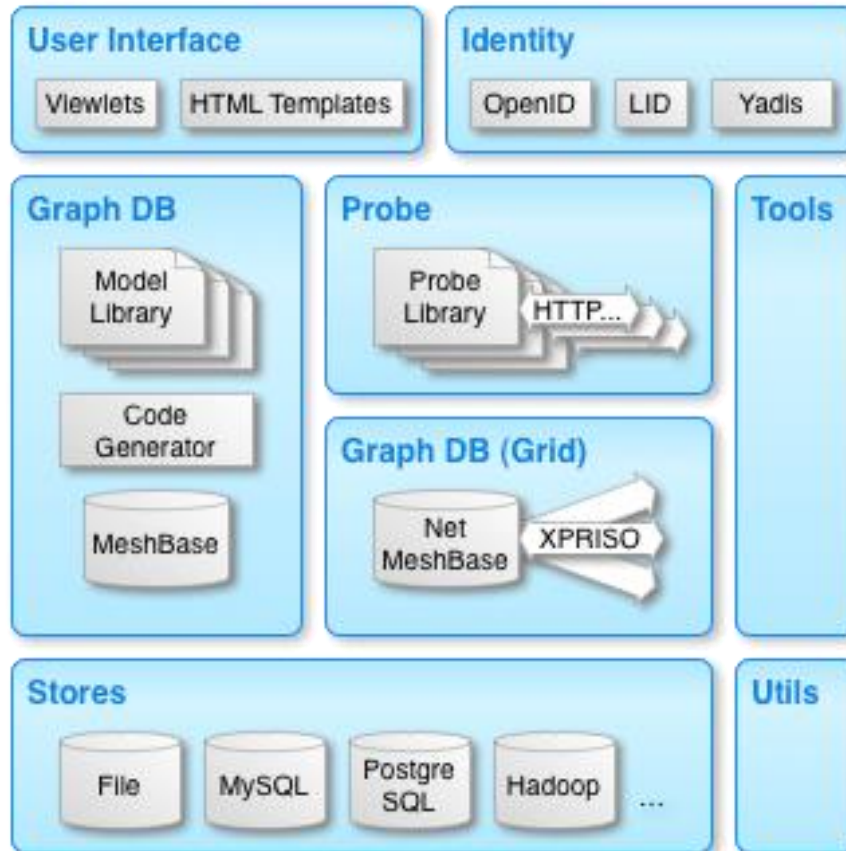 User Interface
Viewlets
HTML Templates
Identity
OpenID
LID
Yadis
Graph DB
Model
Library
Code
Generator
MeshBase
Probe
Probe
Library
HTTP...
Graph DB (Grid)
Net
MeshBase
XPRISO
Tools
Stores
File
MySQL
Postgre
SQL
Hadoop
...
Utils